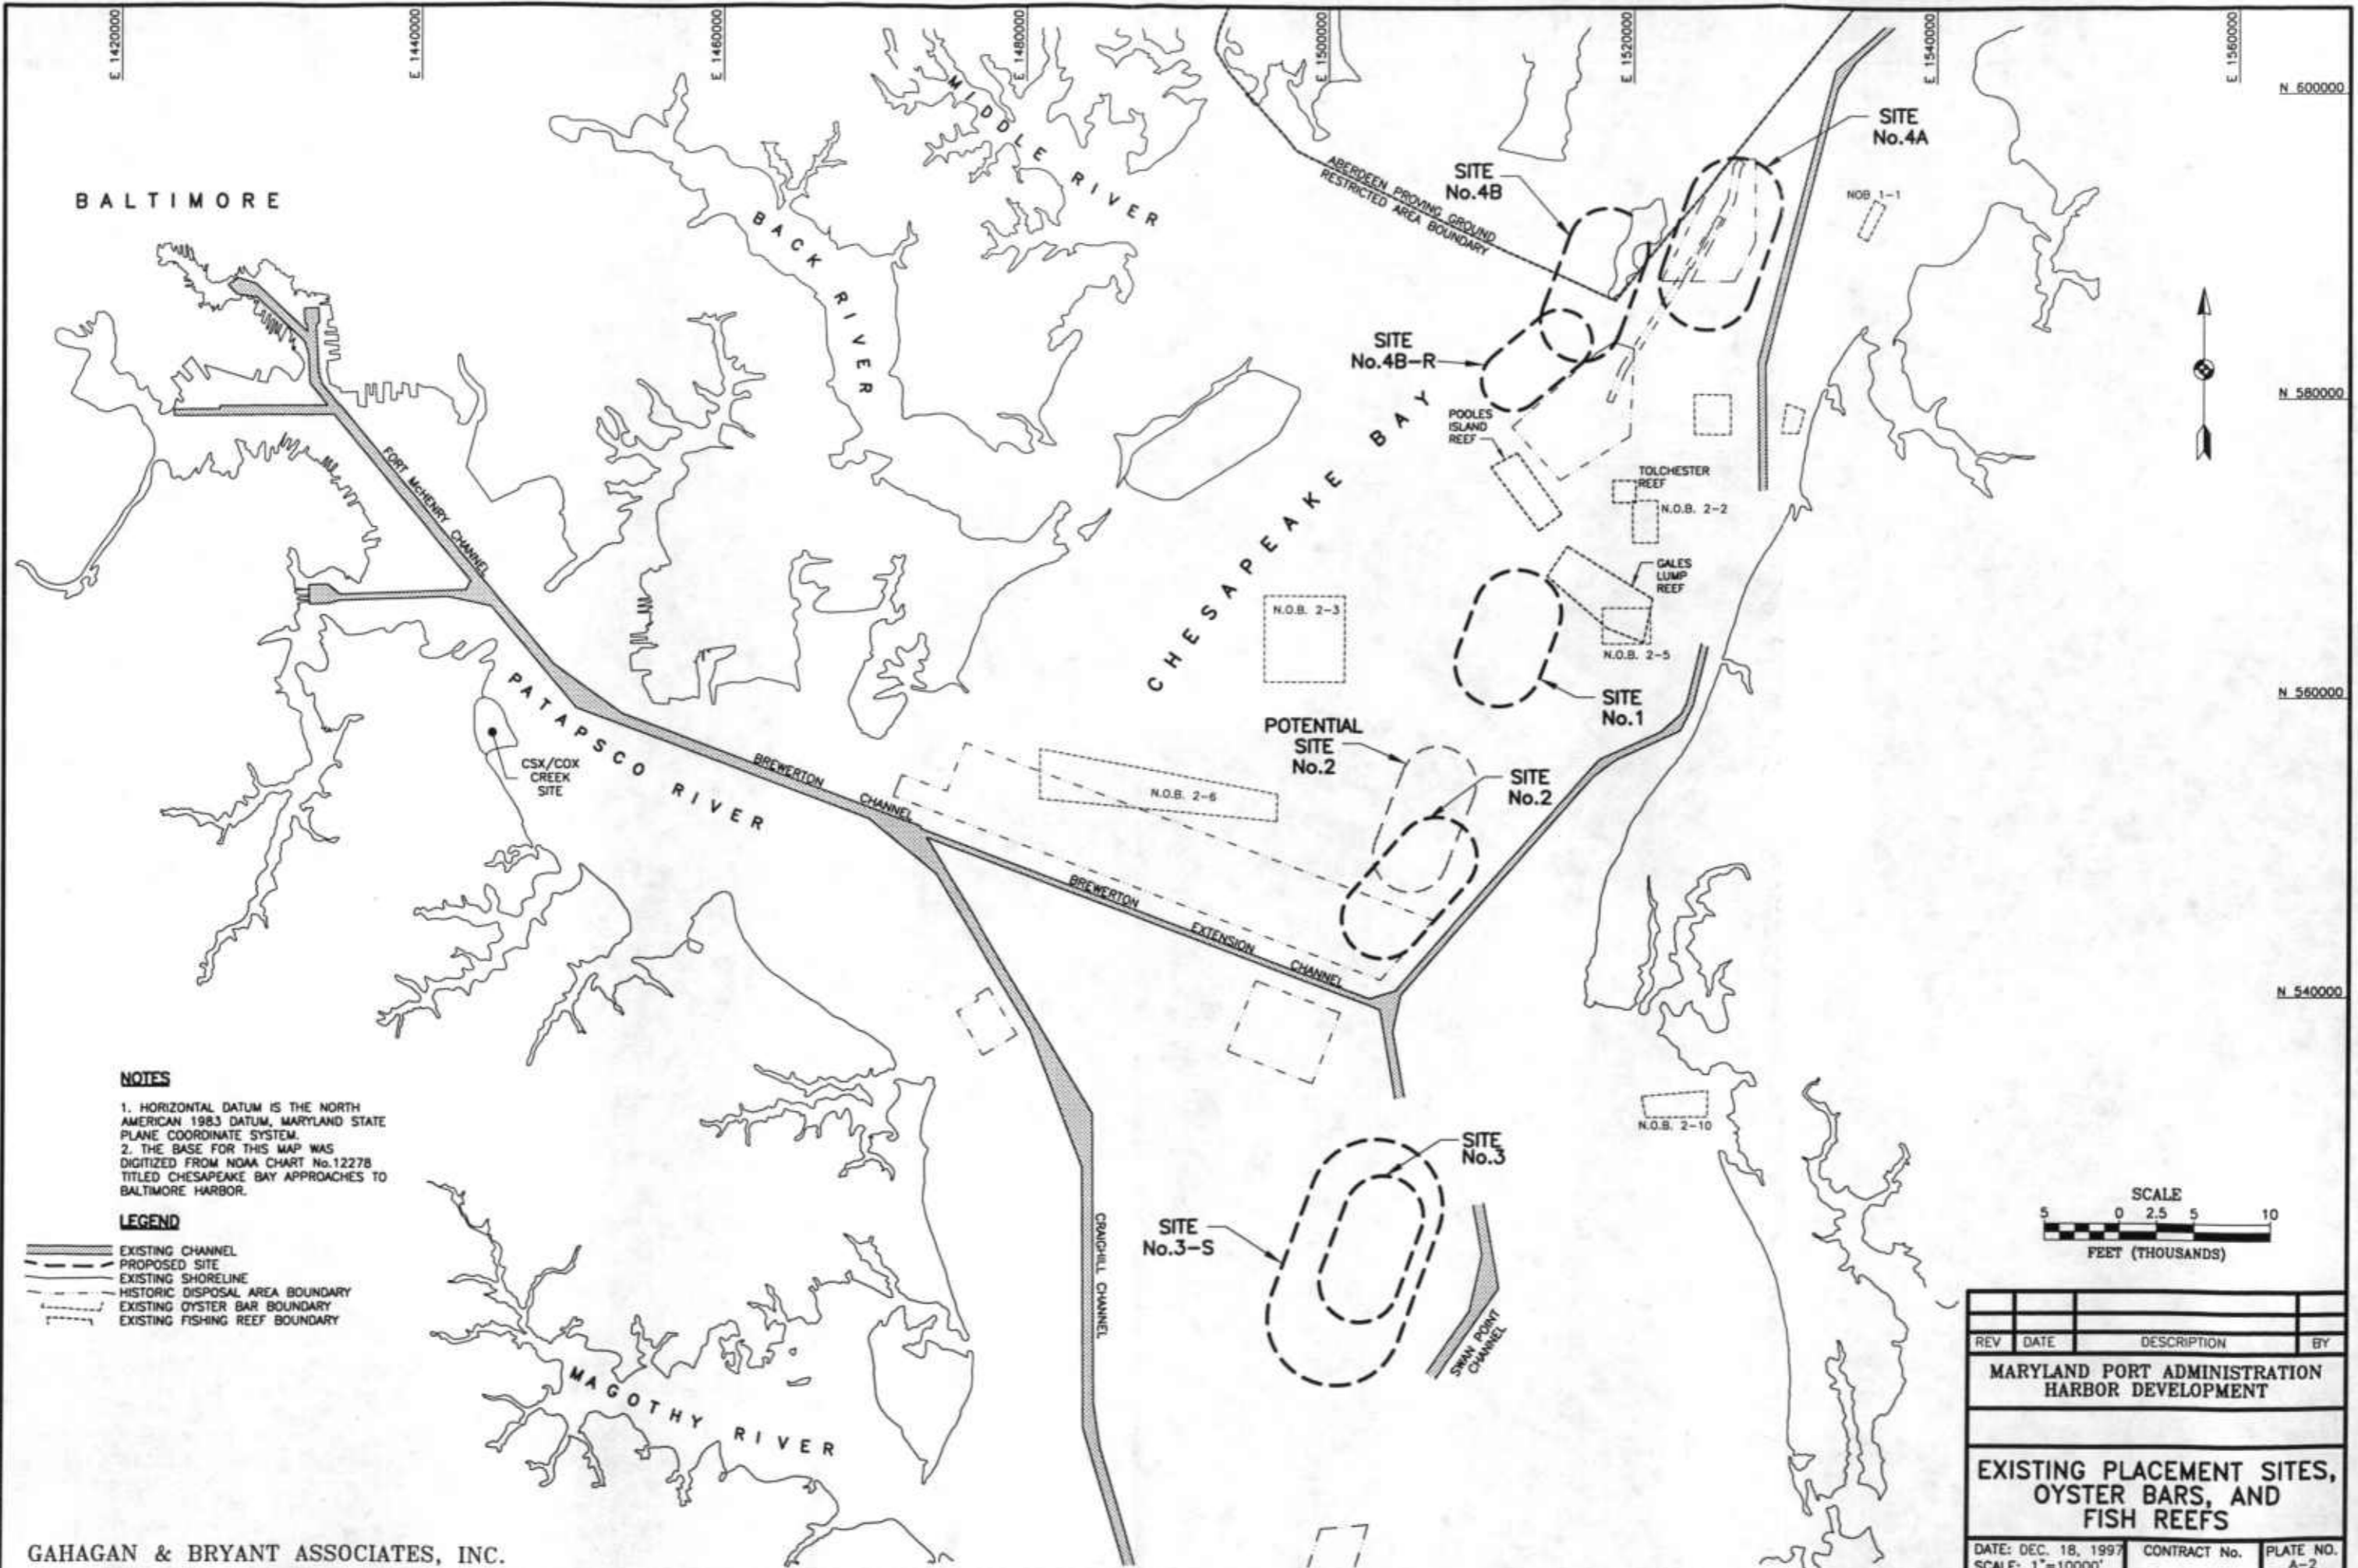 E 1420000
E 1440000
E 1460000
E 1480000
E 1500000
E 1520000
E 1540000
E 1560000
N 600000
N 580000
N 560000
N 540000
BALTIMORE
MIDDLE RIVER
BACK RIVER
ABERDEEN PROVING GROUND
RESTRICTED AREA BOUNDARY
SITE
No.4B
SITE
No.4A
NOB 1-1
SITE
No.4B-R
CHESAPEAKE BAY
POOLES
ISLAND
REEF
TOLCHESTER
REEF
N.O.B. 2-2
GALES
LUMP
REEF
N.O.B. 2-3
N.O.B. 2-5
SITE
No.1
FORT McHENRY CHANNEL
PATAPSCO RIVER
CSX/COX
CREEK
SITE
BREWERTON
CHANNEL
N.O.B. 2-6
POTENTIAL
SITE
No.2
SITE
No.2
BREWERTON
EXTENSION
CHANNEL
N.O.B. 2-10
SITE
No.3
SITE
No.3-S
CRAIGHILL CHANNEL
SWAN POINT
CHANNEL
MAGOTHY RIVER
NOTES
1. HORIZONTAL DATUM IS THE NORTH
AMERICAN 1983 DATUM, MARYLAND STATE
PLANE COORDINATE SYSTEM.
2. THE BASE FOR THIS MAP WAS
DIGITIZED FROM NOAA CHART No.12278
TITLED CHESAPEAKE BAY APPROACHES TO
BALTIMORE HARBOR.
LEGEND
EXISTING CHANNEL
PROPOSED SITE
EXISTING SHORELINE
HISTORIC DISPOSAL AREA BOUNDARY
EXISTING OYSTER BAR BOUNDARY
EXISTING FISHING REEF BOUNDARY
SCALE
5 0 2.5 5 10
FEET (THOUSANDS)
REV DATE DESCRIPTION BY
MARYLAND PORT ADMINISTRATION
HARBOR DEVELOPMENT
EXISTING PLACEMENT SITES,
OYSTER BARS, AND
FISH REEFS
DATE: DEC. 18, 1997 CONTRACT No. PLATE NO.
SCALE: 1"=10000' A-2
GAHAGAN & BRYANT ASSOCIATES, INC.